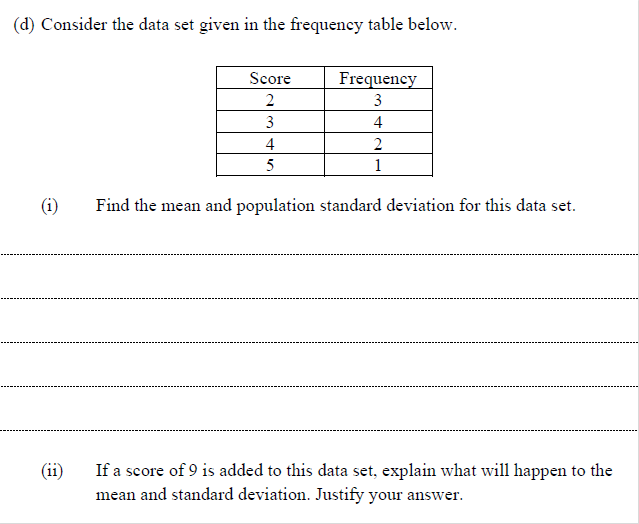 (d) Consider the data set given in the frequency table below.
Score Frequency
2 3
3 4
4 2
5 1
(i) Find the mean and population standard deviation for this data set.
(ii) If a score of 9 is added to this data set, explain what will happen to the
mean and standard deviation. Justify your answer.